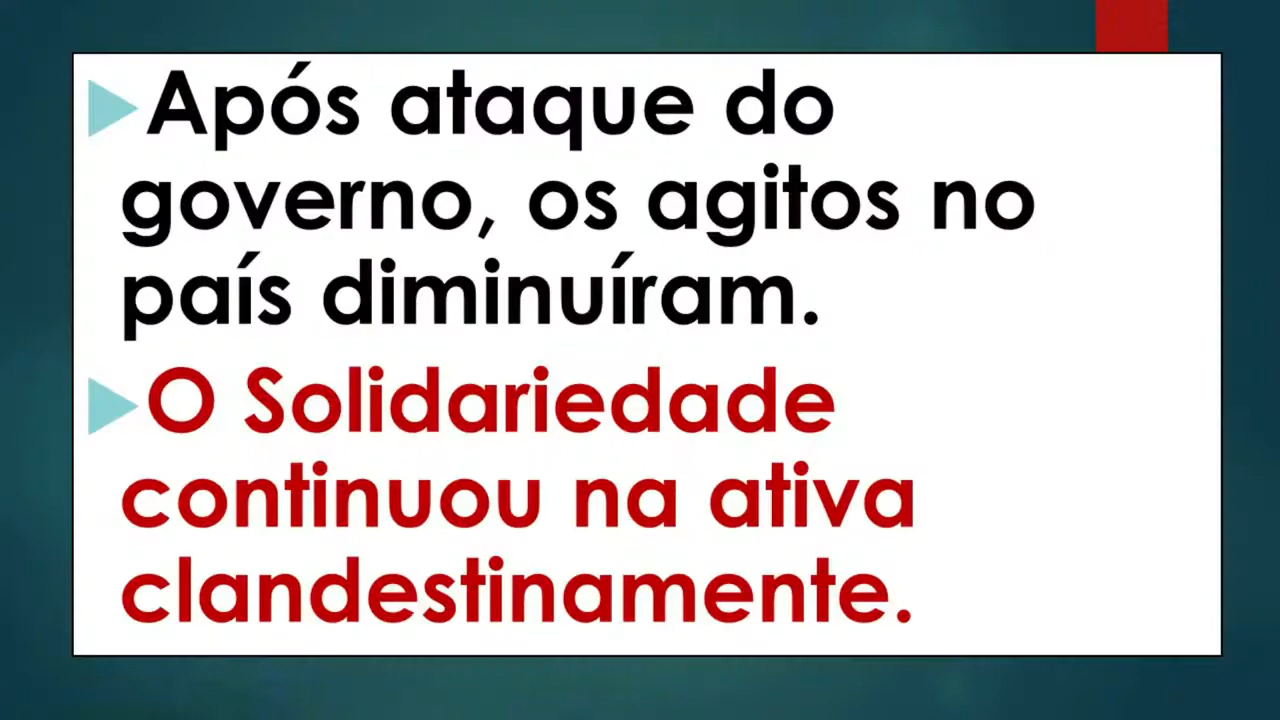 Após ataque do
governo, os agitos no
país diminuíram.
O Solidariedade
continuou na ativa
clandestinamente.